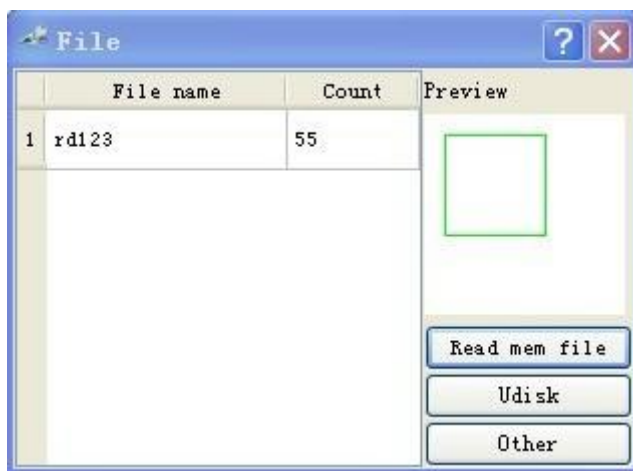 File
File name Count Preview
1 rd123 55
Read mem file
Udisk
Other